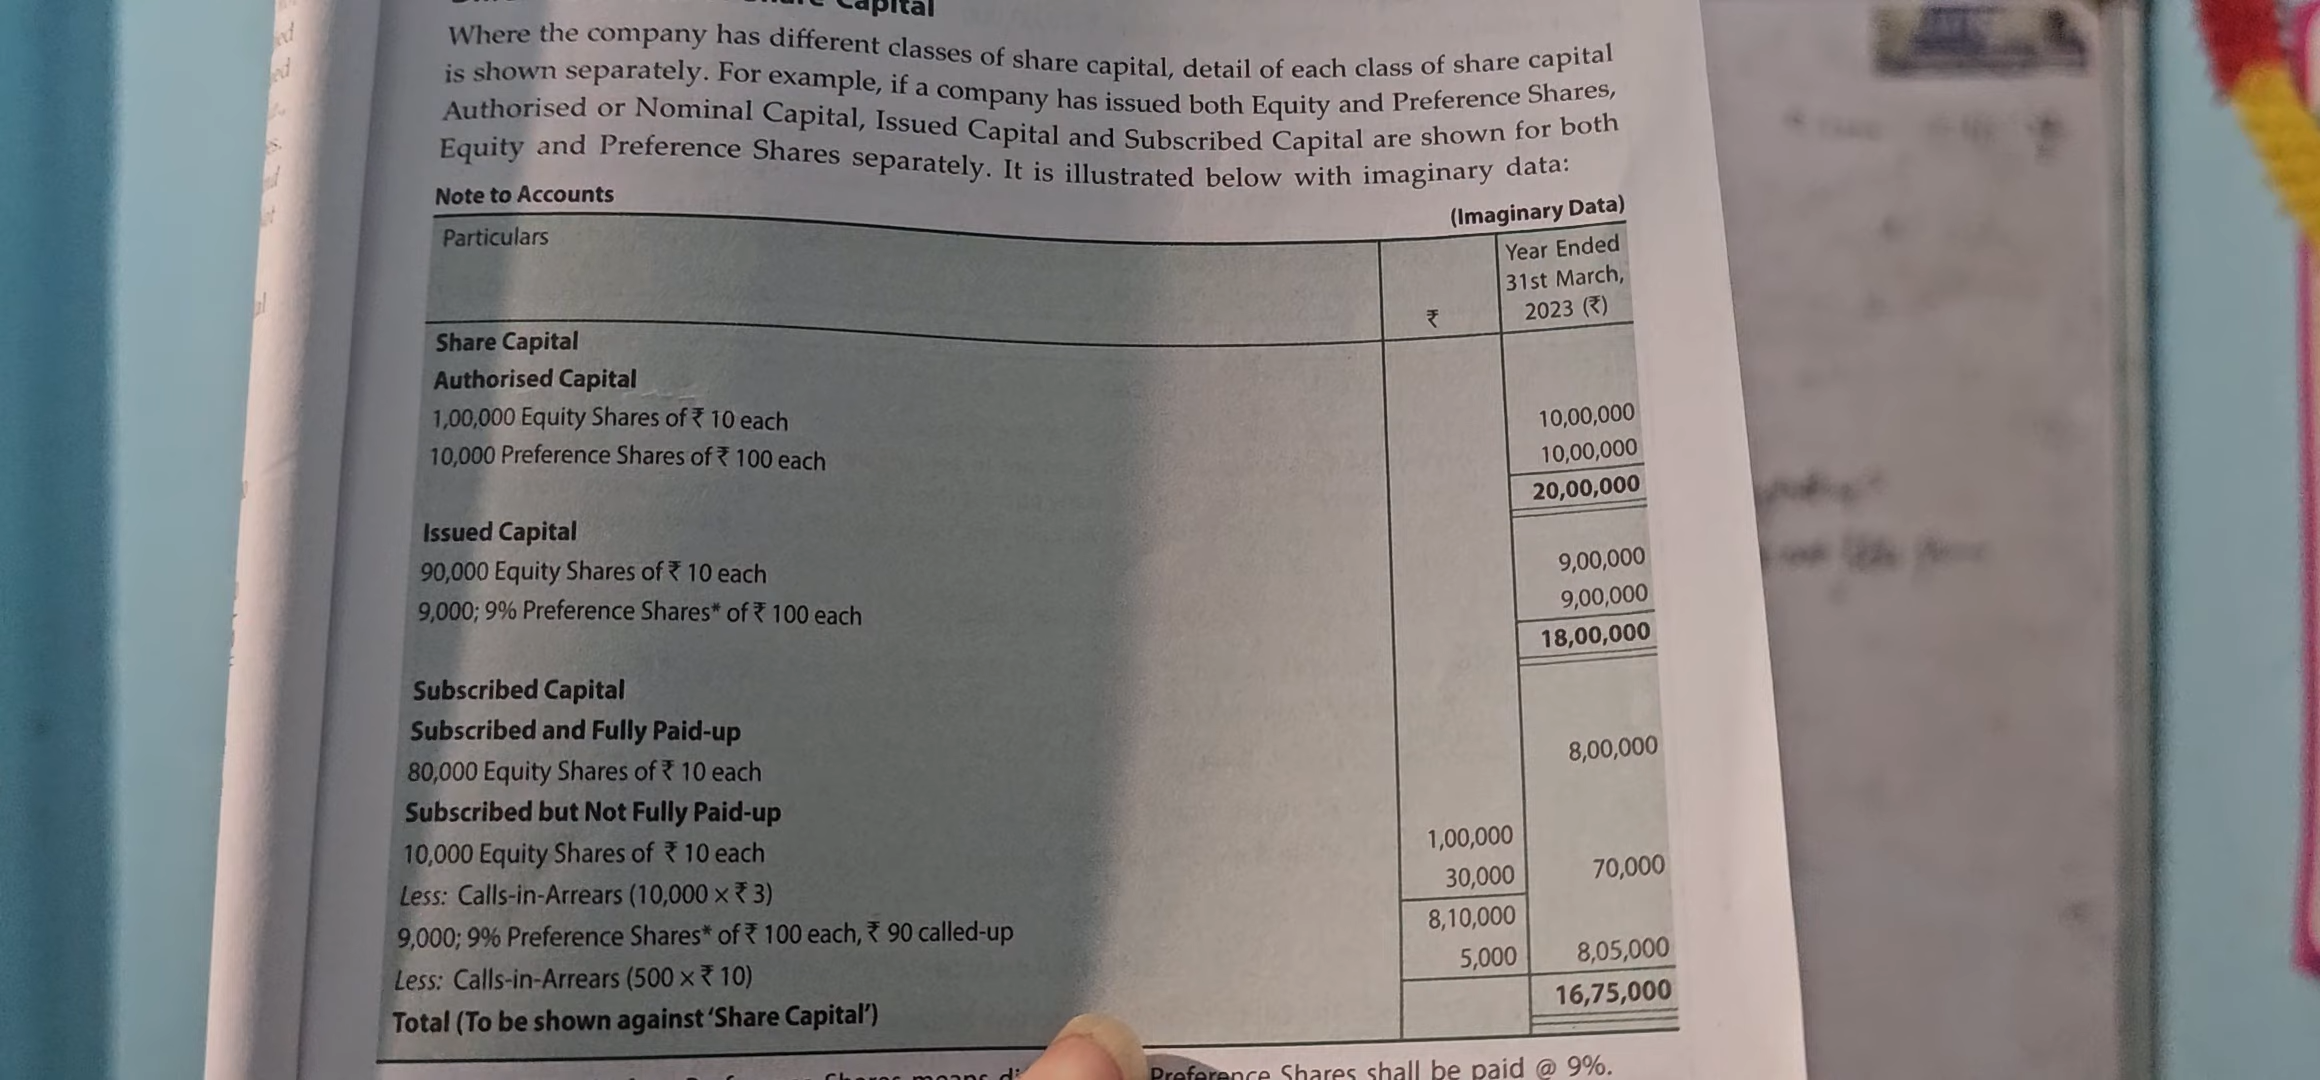 Capital
Where the company has different classes of share capital, detail of each class of share capital
is shown separately. For example, if a company has issued both Equity and Preference Shares,
Authorised or Nominal Capital, Issued Capital and Subscribed Capital are shown for both
Equity and Preference Shares separately. It is illustrated below with imaginary data:
Note to Accounts
(Imaginary Data)
Particulars ₹ Year Ended
31st March,
2023 (₹)
Share Capital
Authorised Capital
1,00,000 Equity Shares of ₹ 10 each 10,00,000
10,000 Preference Shares of ₹ 100 each 10,00,000
20,00,000
Issued Capital
90,000 Equity Shares of ₹ 10 each 9,00,000
9,000; 9% Preference Shares* of ₹ 100 each 9,00,000
18,00,000
Subscribed Capital
Subscribed and Fully Paid-up
80,000 Equity Shares of ₹ 10 each 8,00,000
Subscribed but Not Fully Paid-up
10,000 Equity Shares of ₹ 10 each 1,00,000
Less: Calls-in-Arrears (10,000 × ₹ 3) 30,000 70,000
9,000; 9% Preference Shares* of ₹ 100 each, ₹ 90 called-up 8,10,000
Less: Calls-in-Arrears (500 × ₹ 10) 5,000 8,05,000
Total (To be shown against 'Share Capital') 16,75,000
Preference Shares shall be paid @ 9%.